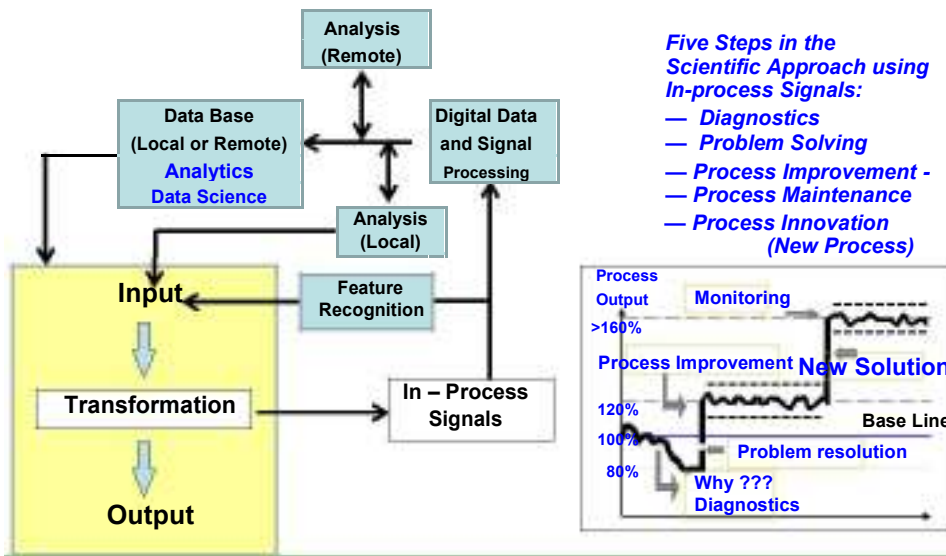 Analysis
(Remote)
Data Base
(Local or Remote)
Analytics
Data Science
Digital Data
and Signal
Processing
Analysis
(Local)
Feature
Recognition
Input
Transformation
Output
In – Process
Signals
Five Steps in the
Scientific Approach using
In-process Signals:
— Diagnostics
— Problem Solving
— Process Improvement -
— Process Maintenance
— Process Innovation
(New Process)
Process
Output
Monitoring
>160%
Process Improvement
New Solution
120%
Base Line
100%
Problem resolution
80%
Why ???
Diagnostics